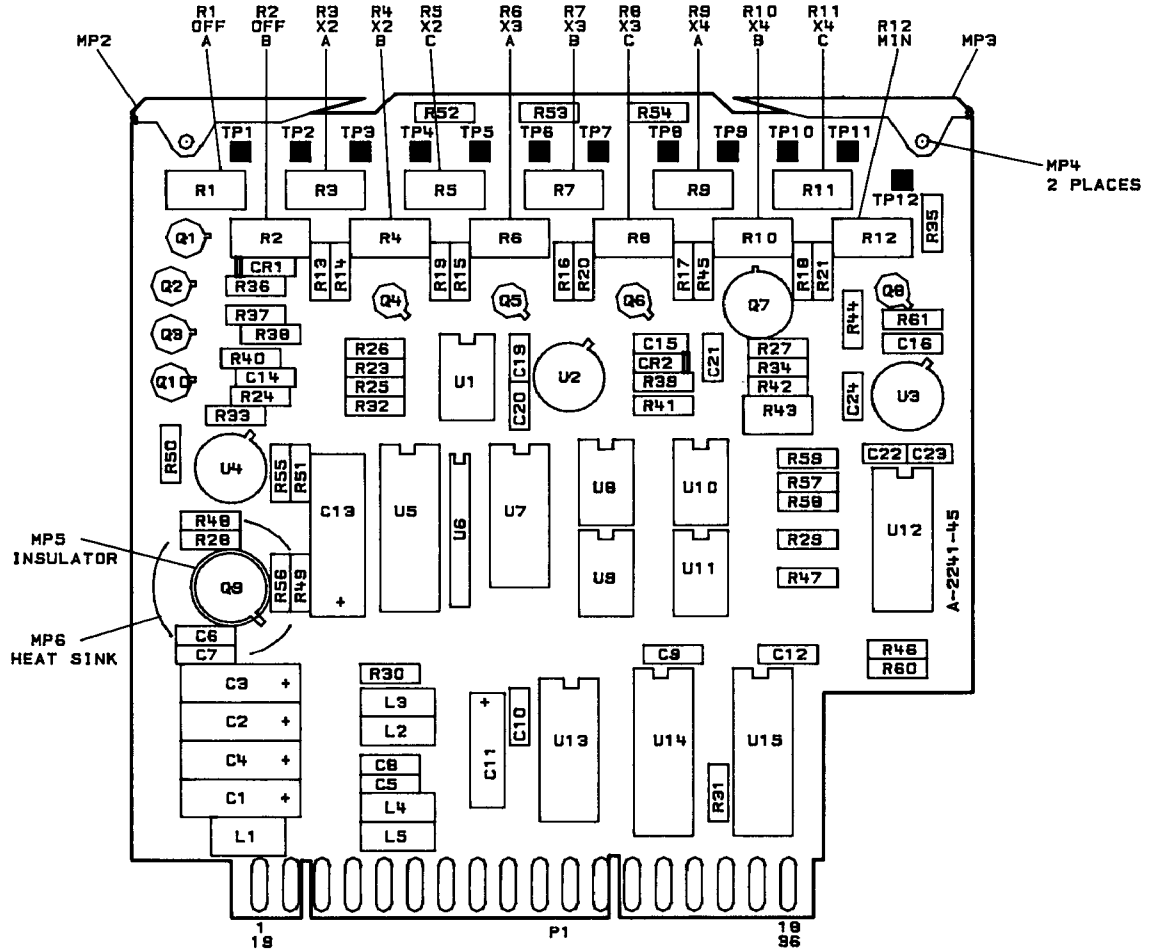 R1 OFF A
R2 OFF B
R3 X2 A
R4 X2 B
R5 X2 C
R6 X3 A
R7 X3 B
R8 X3 C
R9 X4 A
R10 X4 B
R11 X4 C
R12 MIN
MP2
MP3
R52
R53
R54
TP1
TP2
TP3
TP4
TP5
TP6
TP7
TP8
TP9
TP10
TP11
MP4
2 PLACES
TP12
R1
R3
R5
R7
R9
R11
R35
Q1
R2
R4
R6
R8
R10
R12
CR1
R13
R14
R19
R15
R16
R20
R17
R45
R18
R21
Q2
R36
Q4
Q5
Q6
Q7
Q8
R44
R61
R37
Q3
R38
C16
R26
C19
C15
C21
R27
R40
R23
U1
U2
CR2
R34
C14
Q10
R25
R39
R42
C24
U3
R24
R32
C20
R41
R43
R33
R50
U4
R55
R51
C13
U5
U6
U7
U8
U10
R59
C22
C23
R57
R58
U12
R48
R28
R29
A-2241-45
MP5
INSULATOR
Q9
R56
R49
U9
U11
R47
+
MP6
HEAT SINK
C6
C7
C9
C12
R46
R60
C3 +
R30
L3
C2 +
L2
+
C11
C10
U13
U14
U15
C4 +
C8
C5
R31
C1 +
L4
L1
L5
1
19
P1
18
36